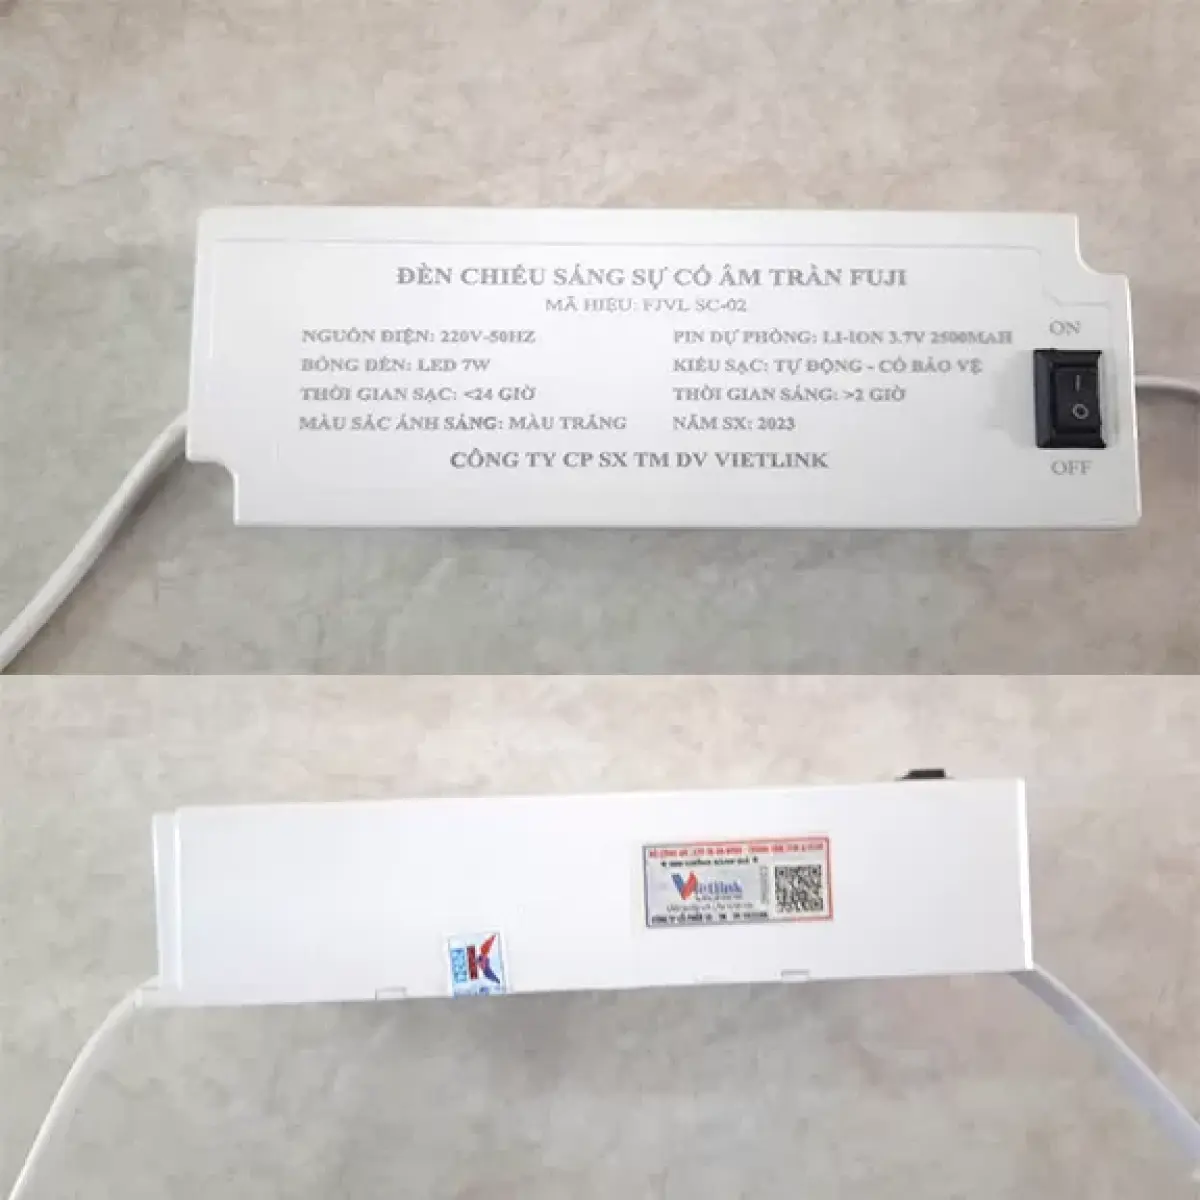 ĐÈN CHIẾU SÁNG SỰ CỐ ÂM TRẦN FUJI
MÃ HIỆU: FJVL SC-02
NGUỒN ĐIỆN: 220V-50HZ
PIN DỰ PHÒNG: LI-ION 3.7V 2500MAH
BÓNG ĐÈN: LED 7W
KIỂU SẠC: TỰ ĐỘNG - CÓ BẢO VỆ
THỜI GIAN SẠC: <24 GIỜ
THỜI GIAN SÁNG: >2 GIỜ
MÀU SẮC ÁNH SÁNG: MÀU TRẮNG
NĂM SX: 2023
CÔNG TY CP SX TM DV VIETLINK
ON
OFF
Vietlink